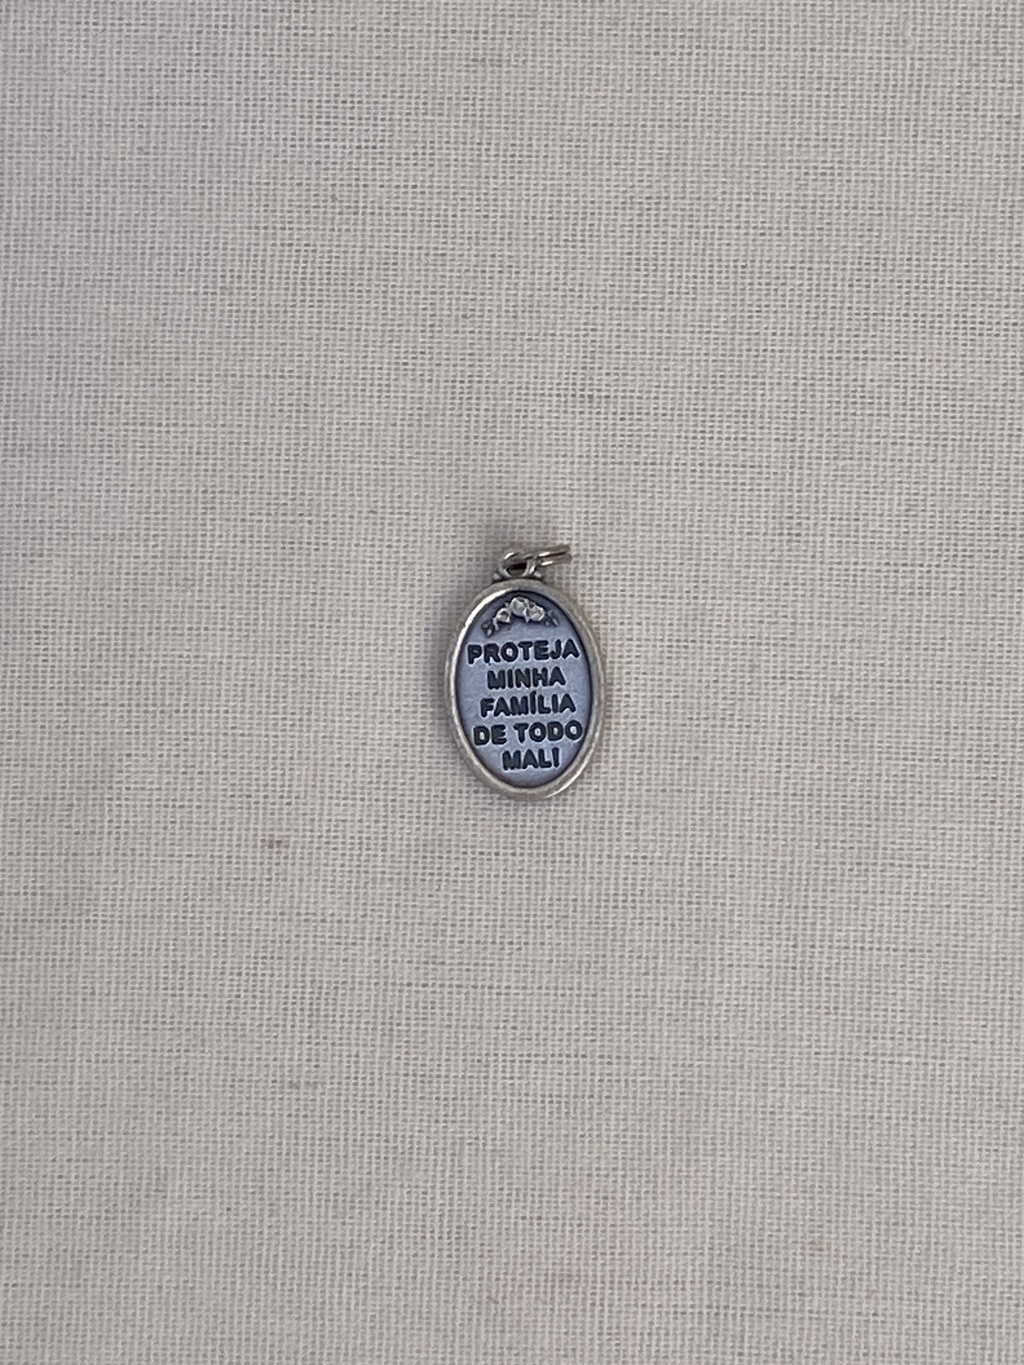 PROTEJA
MINHA
FAMÍLIA
DE TODO
MAL!